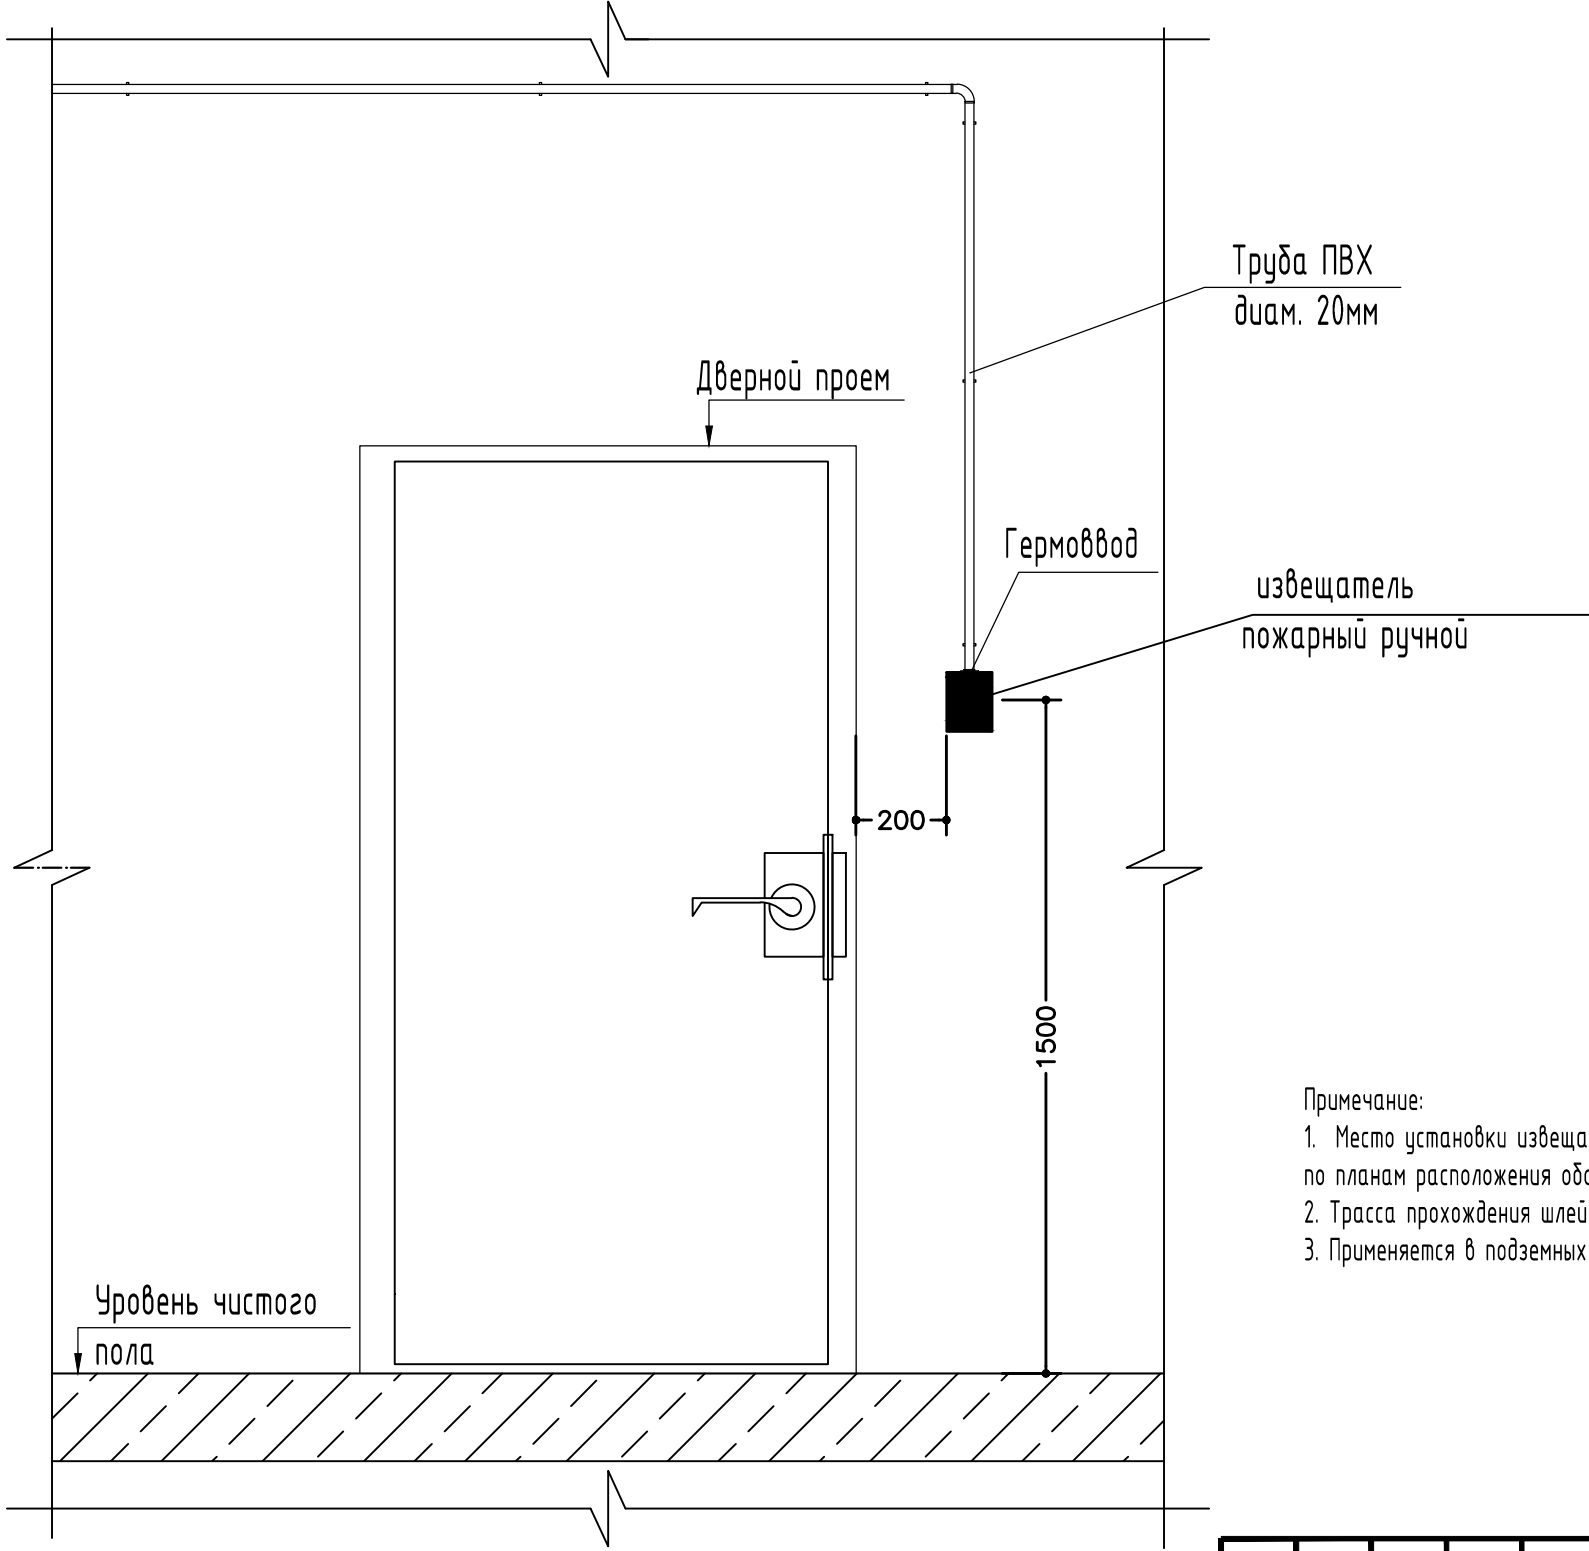 Труба ПВХ
диам. 20мм
Дверной проем
Гермоввод
извещатель
пожарный ручной
200
1500
Примечание:
1. Место установки извеща
по планам расположения обо
2. Трасса прохождения шлей
3. Применяется в подземных
Уровень чистого
пола